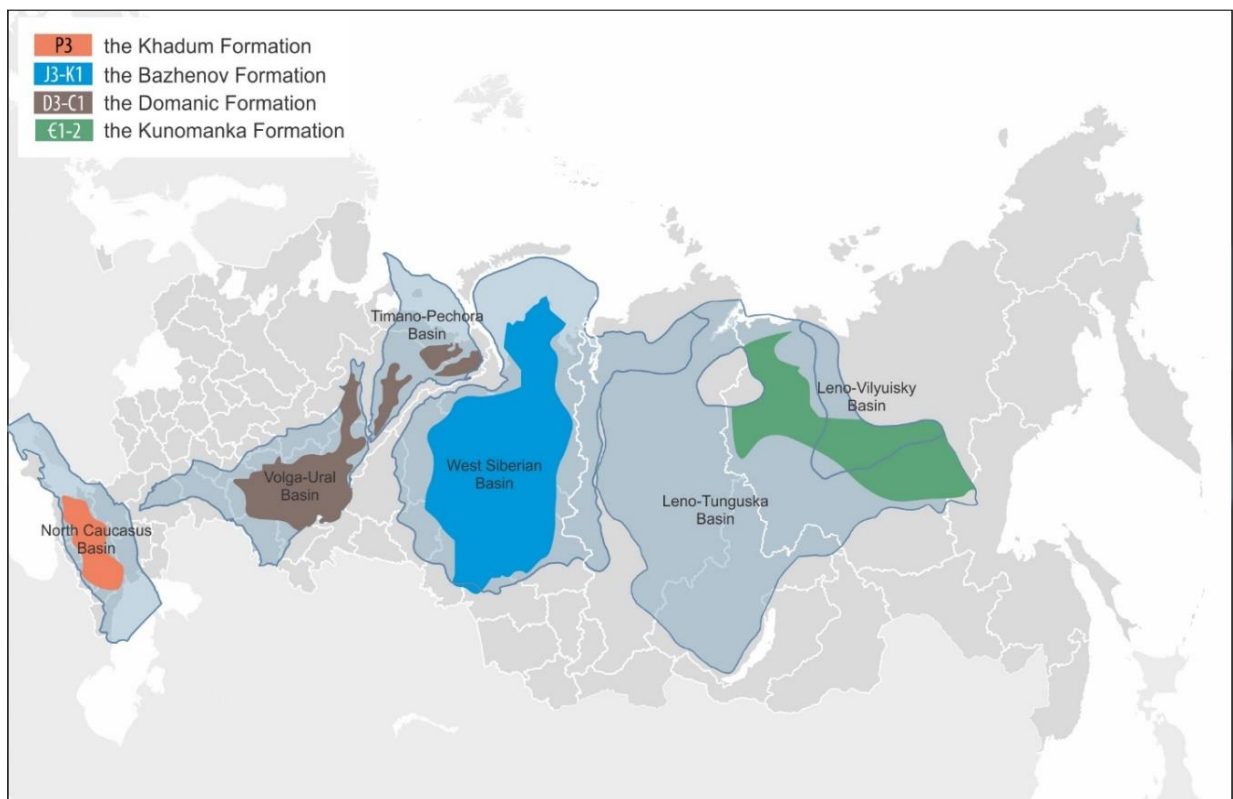 P3 the Khadum Formation
J3-K1 the Bazhenov Formation
D3-C1 the Domanic Formation
€1-2 the Kunomanka Formation
Timano-Pechora
Basin
Leno-Vilyuisky
Basin
Volga-Ural
Basin
West Siberian
Basin
Leno-Tunguska
Basin
North Caucasus
Basin